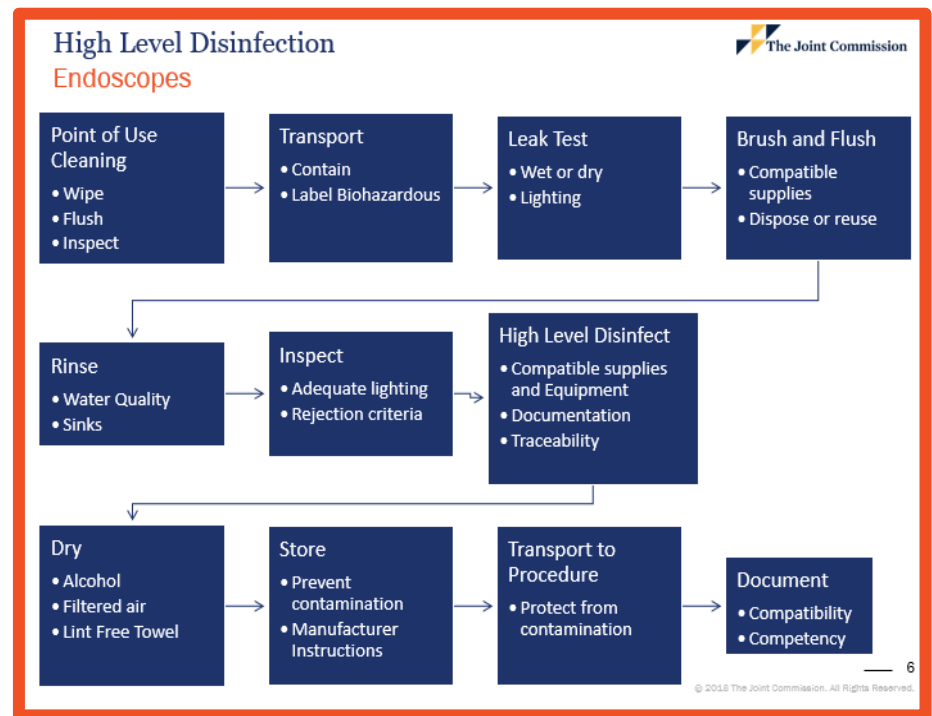 High Level Disinfection
Endoscopes
The Joint Commission
Point of Use
Cleaning
• Wipe
• Flush
• Inspect
Transport
• Contain
• Label Biohazardous
Leak Test
• Wet or dry
• Lighting
Brush and Flush
• Compatible
supplies
• Dispose or reuse
Rinse
• Water Quality
• Sinks
Inspect
• Adequate lighting
• Rejection criteria
High Level Disinfect
• Compatible supplies
and Equipment
• Documentation
• Traceability
Dry
• Alcohol
• Filtered air
• Lint Free Towel
Store
• Prevent
contamination
• Manufacturer
Instructions
Transport to
Procedure
• Protect from
contamination
Document
• Compatibility
• Competency
6
© 2018 The Joint Commission. All Rights Reserved.